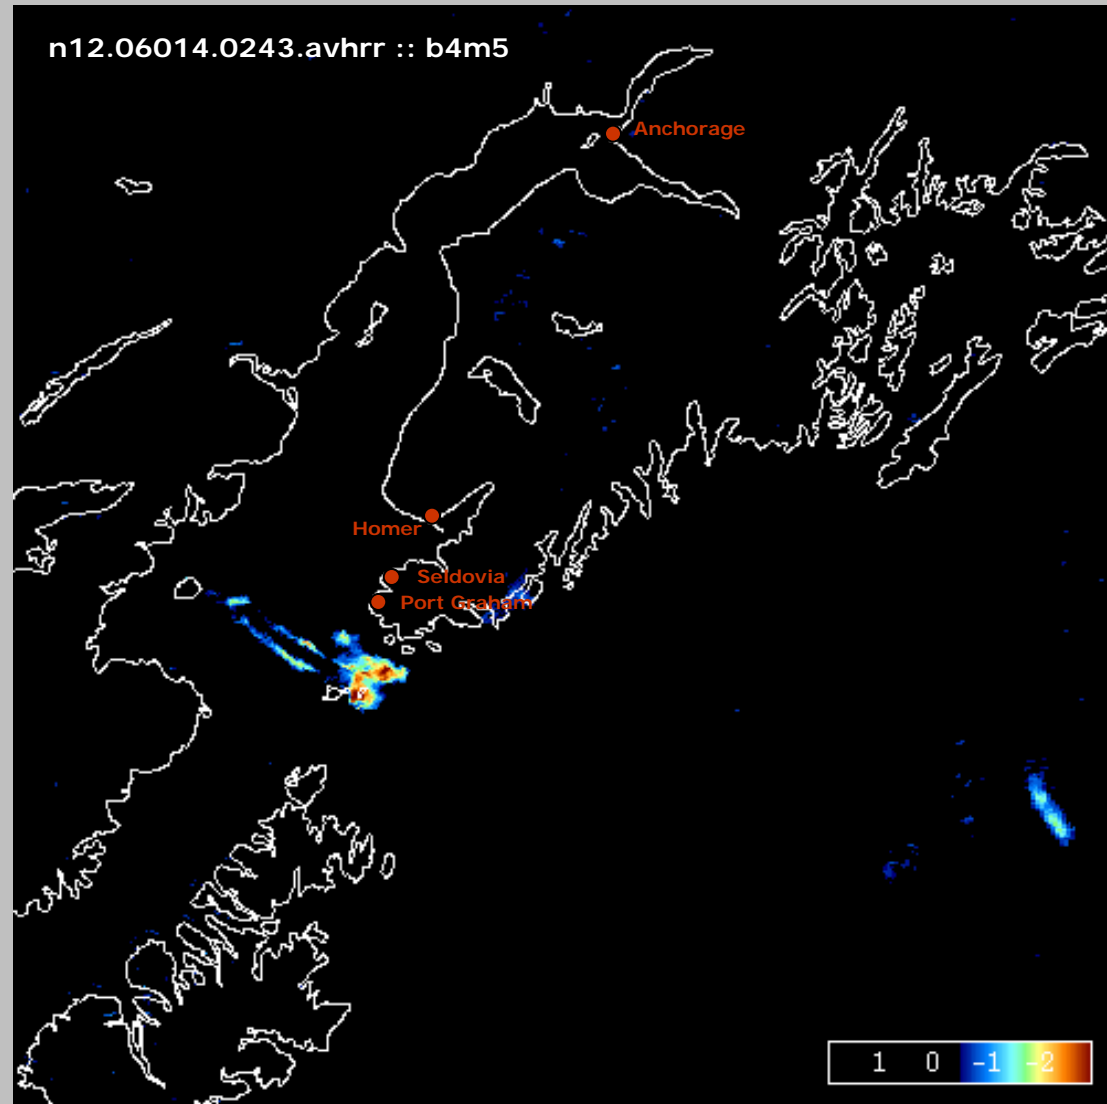 n12.06014.0243.avhrr :: b4m5
Anchorage
Homer
Seldovia
Port Graham
1 0 -1 -2